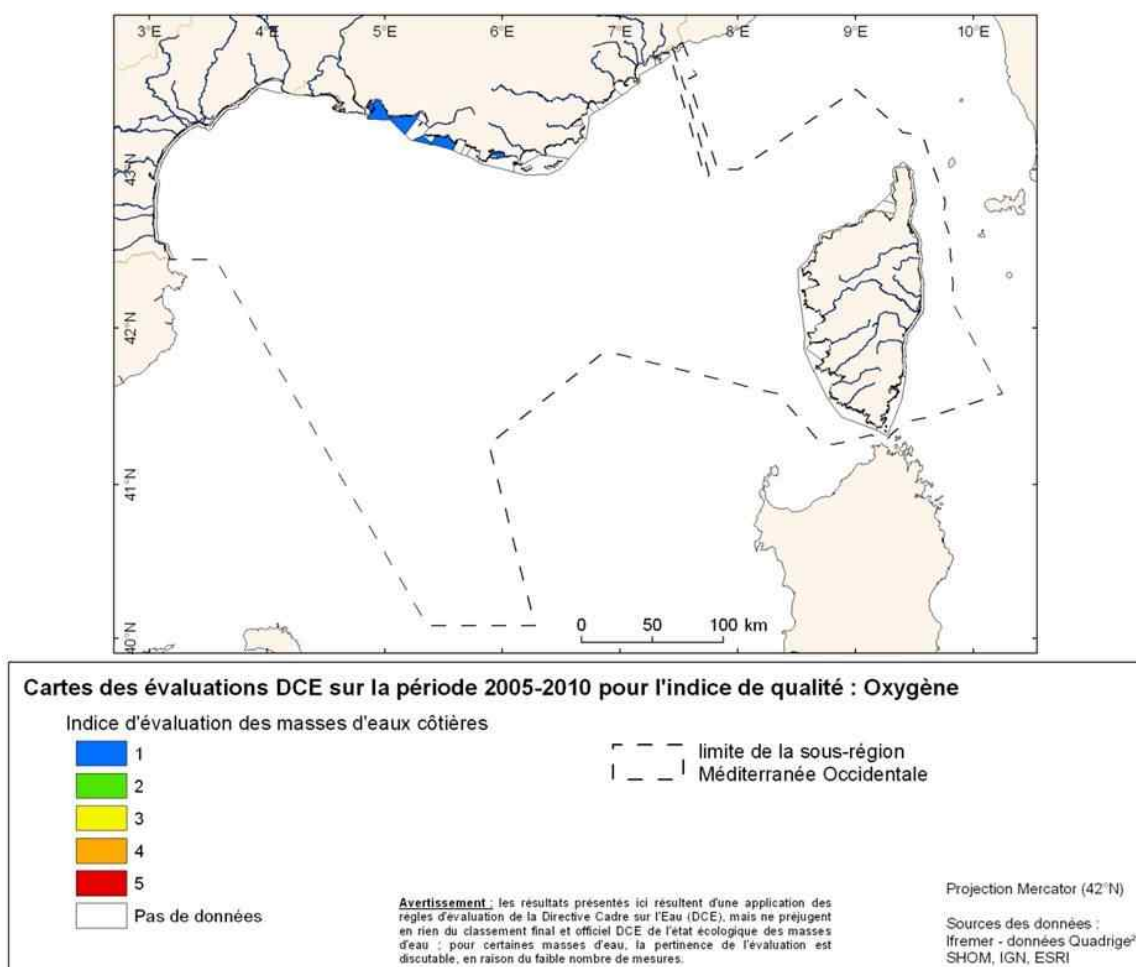 3°E 4°E 5°E 6°E 7°E 8°E 9°E 10°E
43°N
42°N
41°N
40°N
0 50 100 km
Cartes des évaluations DCE sur la période 2005-2010 pour l'indice de qualité : Oxygène
Indice d'évaluation des masses d'eaux côtières
1
2
3
4
5
Pas de données
limite de la sous-région
Méditerranée Occidentale
Avertissement : les résultats présentés ici résultent d'une application des
règles d'évaluation de la Directive Cadre sur l'Eau (DCE), mais ne préjugent
en rien du classement final et officiel DCE de l'état écologique des masses
d'eau ; pour certaines masses d'eau, la pertinence de l'évaluation est
discutable, en raison du faible nombre de mesures.
Projection Mercator (42°N)
Sources des données :
Ifremer - données Quadrige²
SHOM, IGN, ESRI